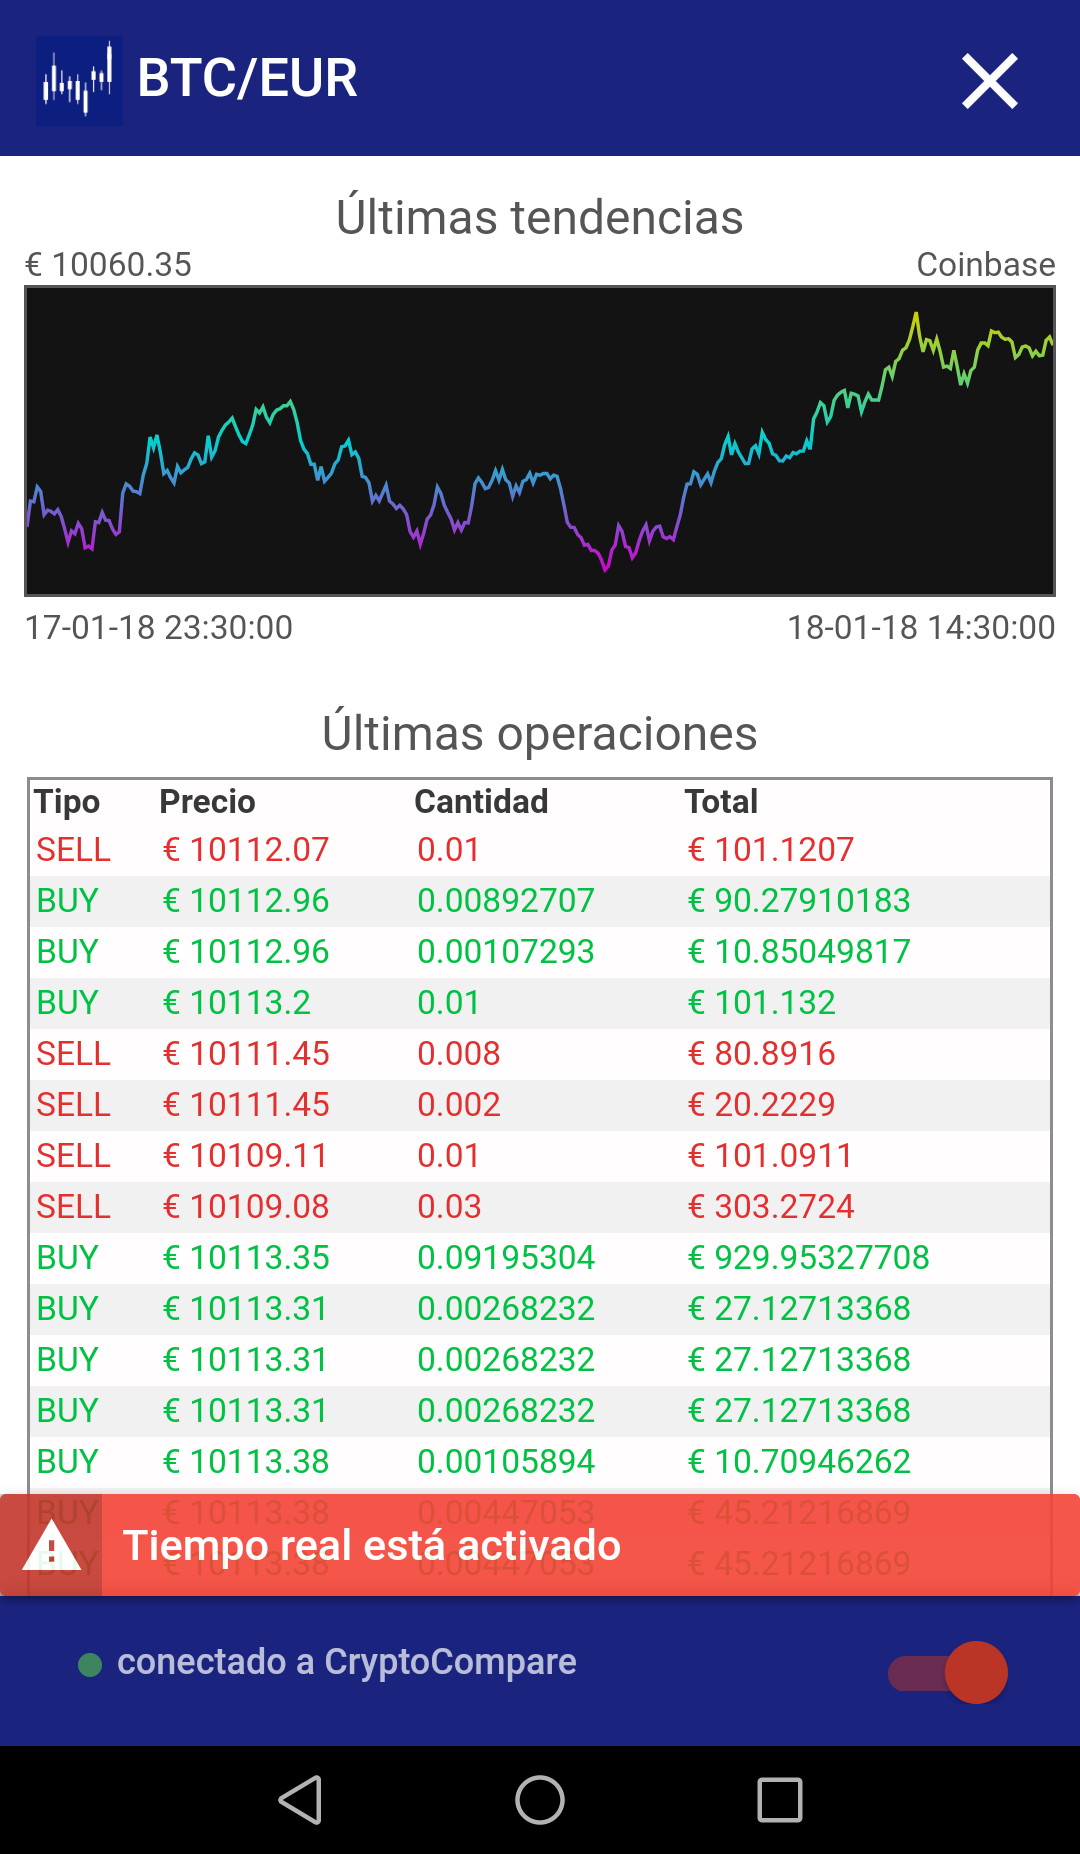 BTC/EUR
Últimas tendencias
€ 10060.35 Coinbase
17-01-18 23:30:00 18-01-18 14:30:00
Últimas operaciones
Tipo Precio Cantidad Total
SELL € 10112.07 0.01 € 101.1207
BUY € 10112.96 0.00892707 € 90.27910183
BUY € 10112.96 0.00107293 € 10.85049817
BUY € 10113.2 0.01 € 101.132
SELL € 10111.45 0.008 € 80.8916
SELL € 10111.45 0.002 € 20.2229
SELL € 10109.11 0.01 € 101.0911
SELL € 10109.08 0.03 € 303.2724
BUY € 10113.35 0.09195304 € 929.95327708
BUY € 10113.31 0.00268232 € 27.12713368
BUY € 10113.31 0.00268232 € 27.12713368
BUY € 10113.31 0.00268232 € 27.12713368
BUY € 10113.38 0.00105894 € 10.70946262
BUY € 10113.38 0.00447053 € 45.21216869
Tiempo real está activado
BUY € 10113.38 0.00447053 € 45.21216869
conectado a CryptoCompare